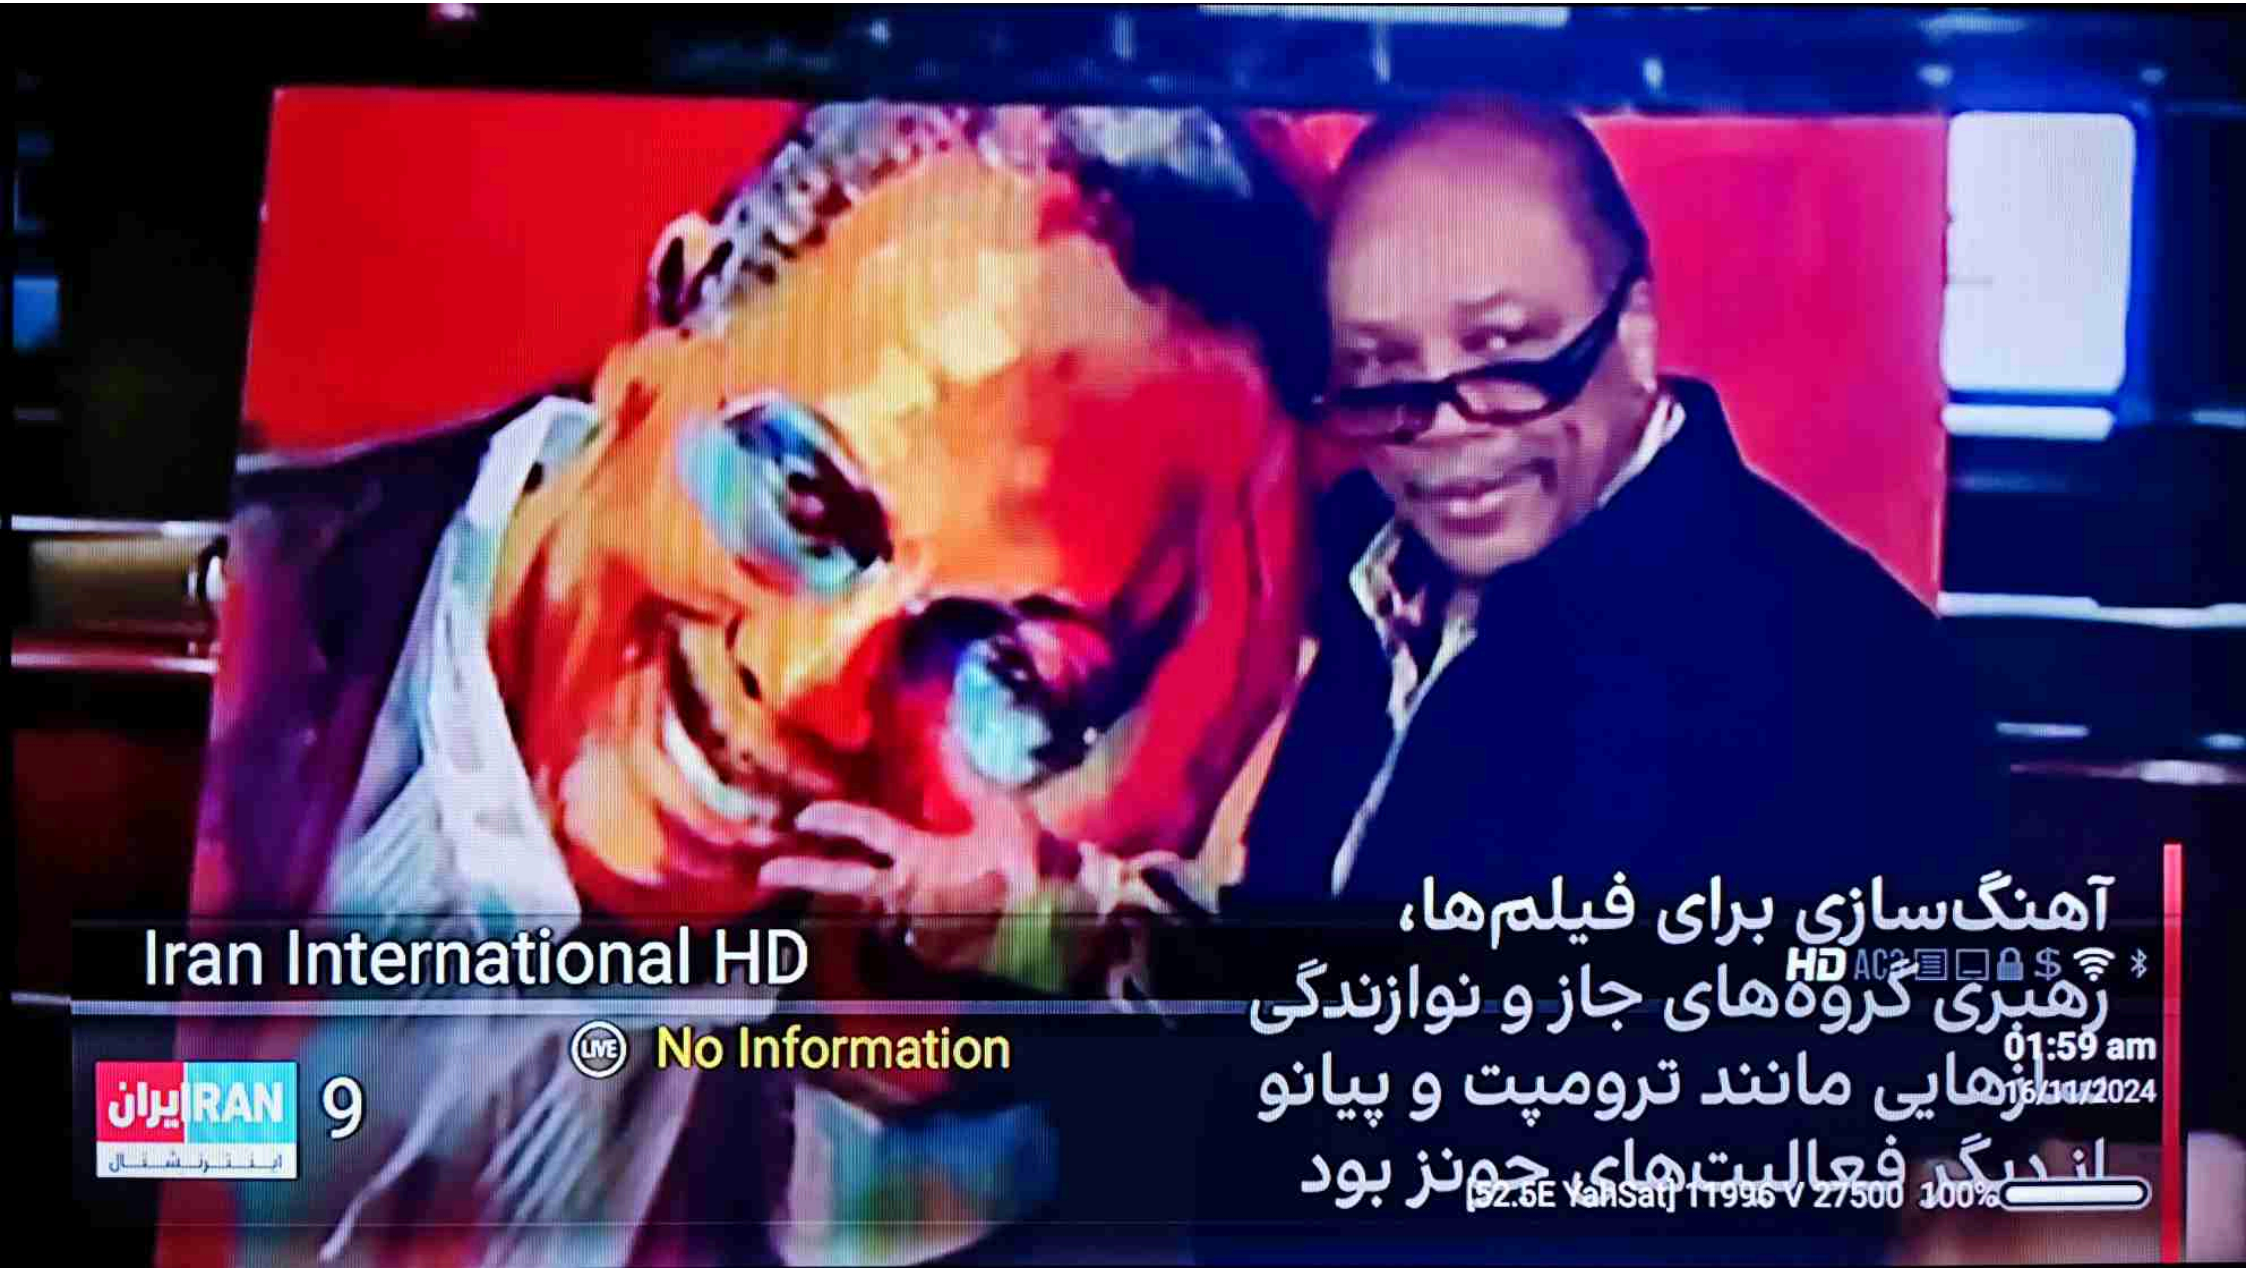 آهنگ‌سازی برای فیلم‌ها،
Iran International HD
HD AC3 $
رهبری گروه‌های جاز و نوازندگی
LIVE No Information
01:59 am
سازهایی مانند ترومپت و پیانو
16/11/2024
ایران IRAN 9
اینترنشنال
از دیگر فعالیت‌های جونز بود
[52.5E YahSat] 11996 V 27500 100%